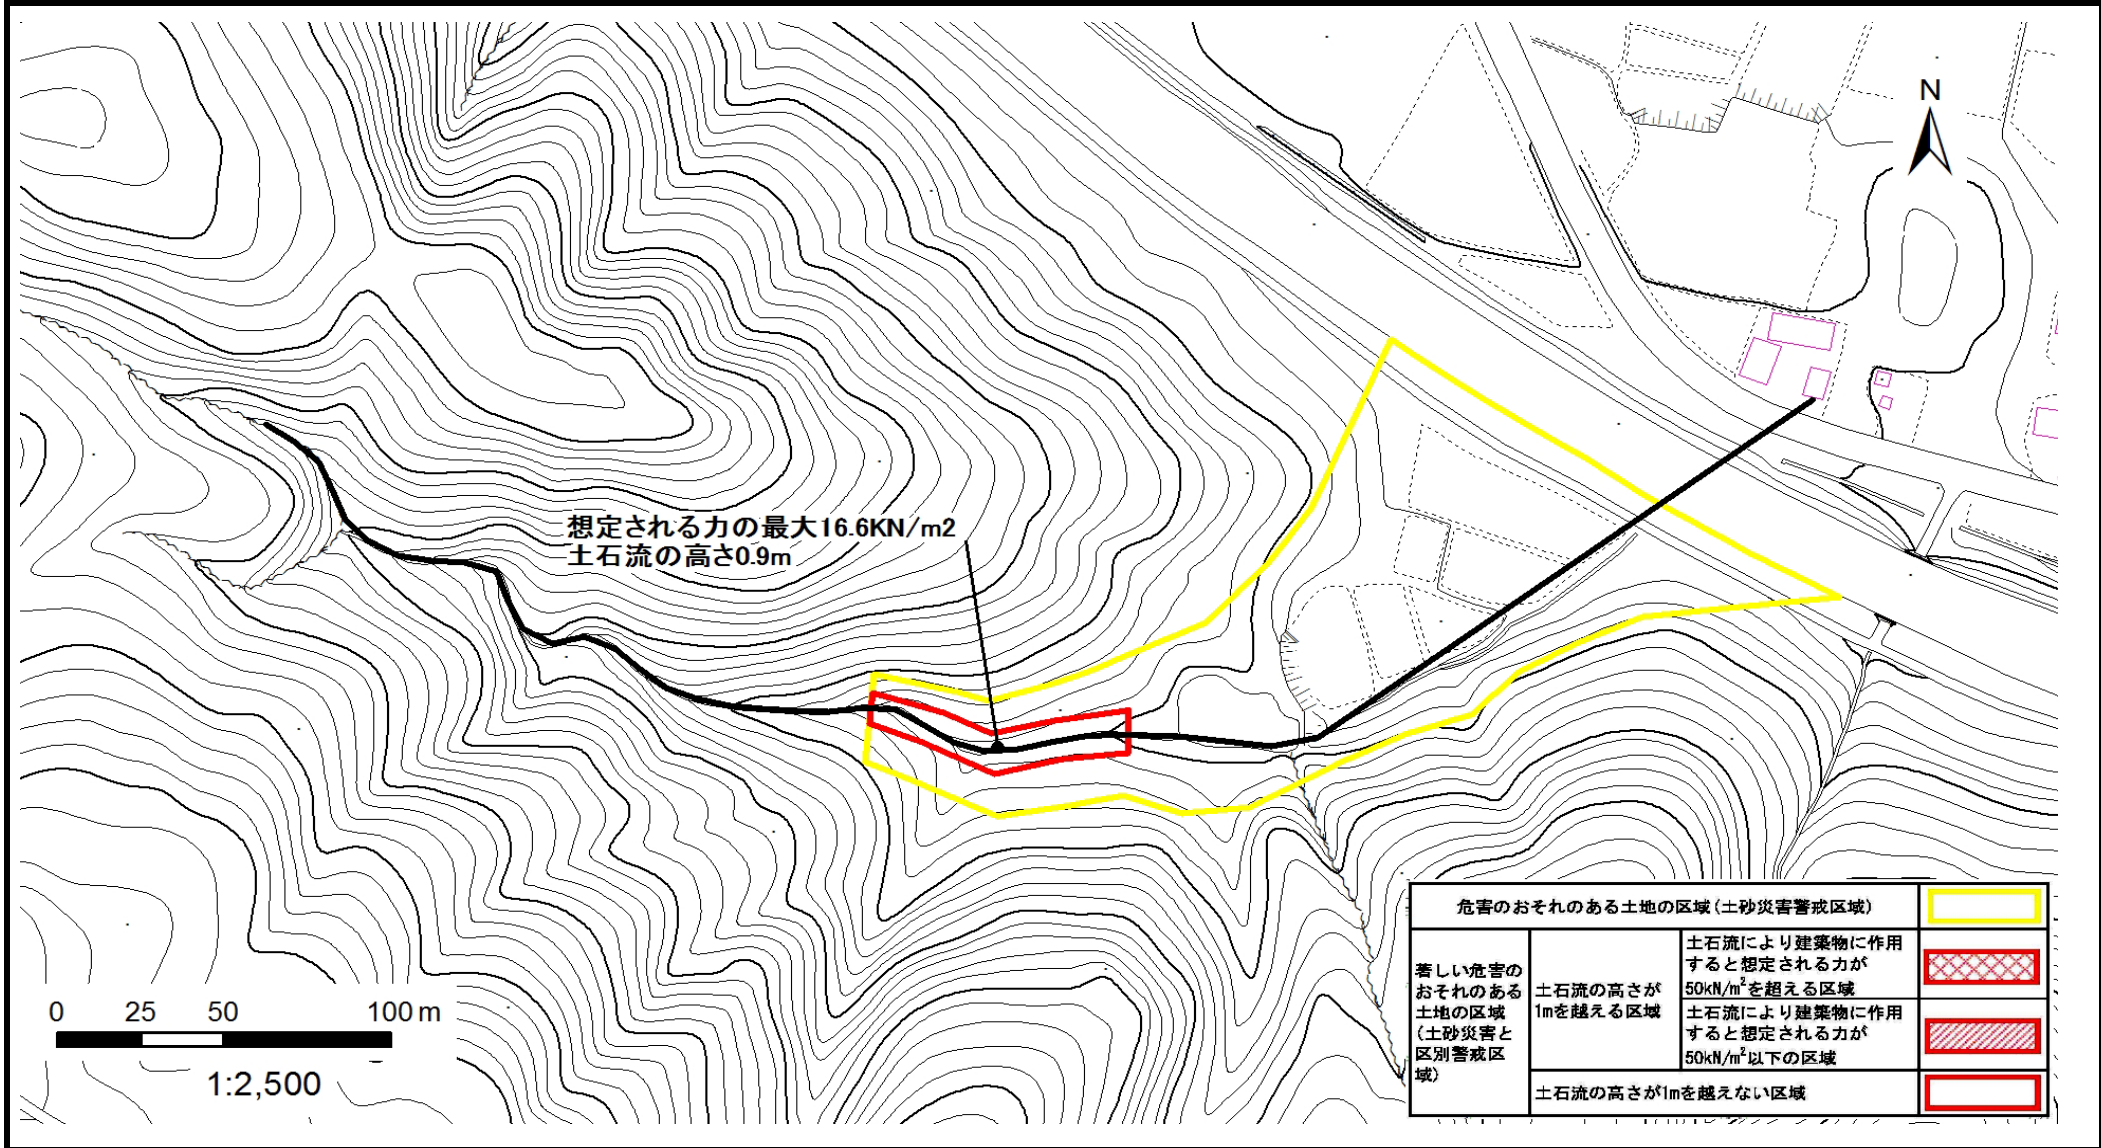 N
想定される力の最大16.6KN/m2
土石流の高さ0.9m
危害のおそれのある土地の区域(土砂災害警戒区域)
著しい危害の
おそれのある
土地の区域
(土砂災害と
区別警戒区
域)
土石流の高さが
1mを越える区域
土石流により建築物に作用
すると想定される力が
50kN/m²を超える区域
土石流により建築物に作用
すると想定される力が
50kN/m²以下の区域
土石流の高さが1mを越えない区域
0 25 50 100 m
1:2,500